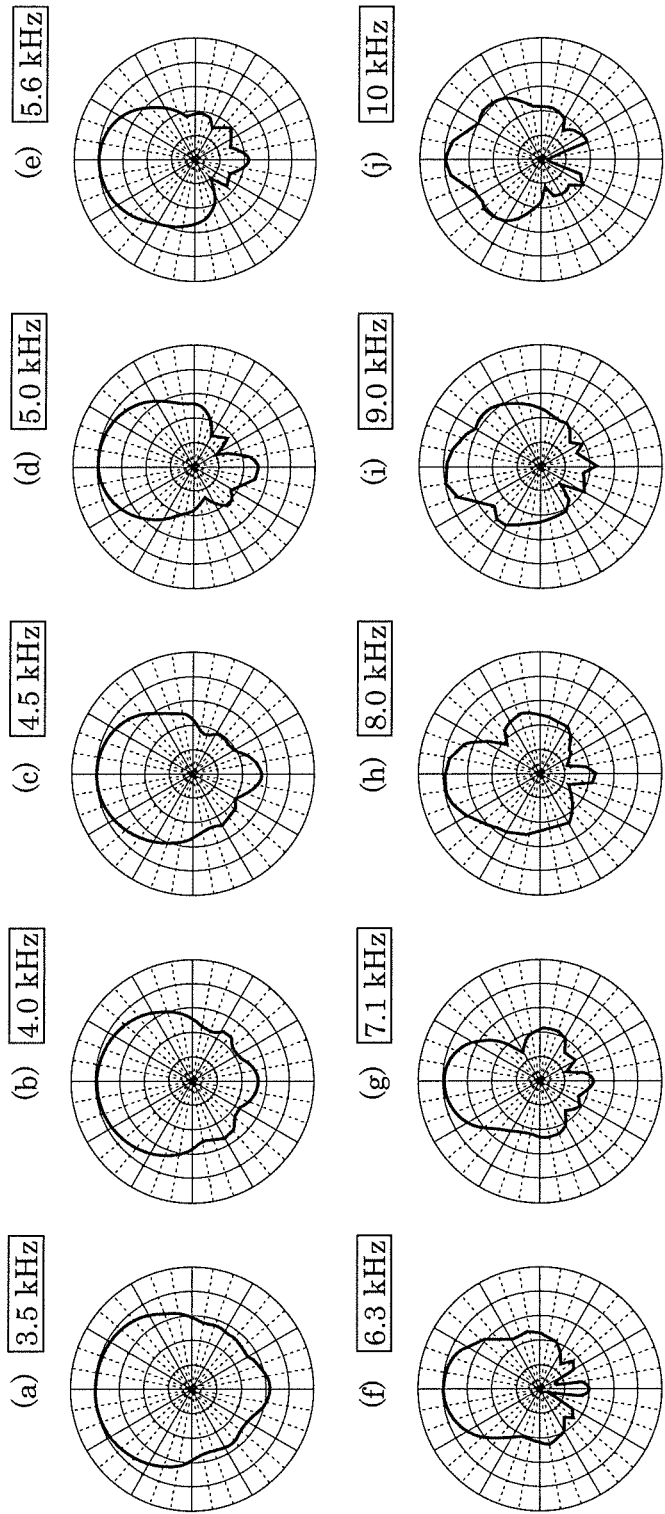 (a) 3.5 kHz
(b) 4.0 kHz
(c) 4.5 kHz
(d) 5.0 kHz
(e) 5.6 kHz
(f) 6.3 kHz
(g) 7.1 kHz
(h) 8.0 kHz
(i) 9.0 kHz
(j) 10 kHz